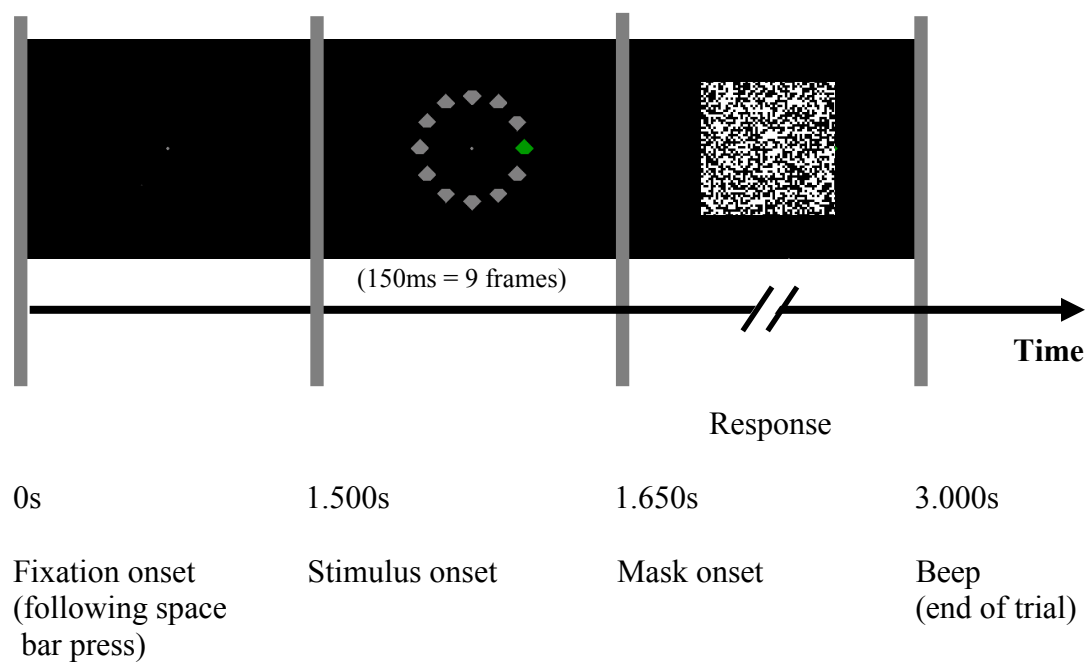 (150ms = 9 frames)
Time
Response
0s
1.500s
1.650s
3.000s
Fixation onset
(following space
bar press)
Stimulus onset
Mask onset
Beep
(end of trial)